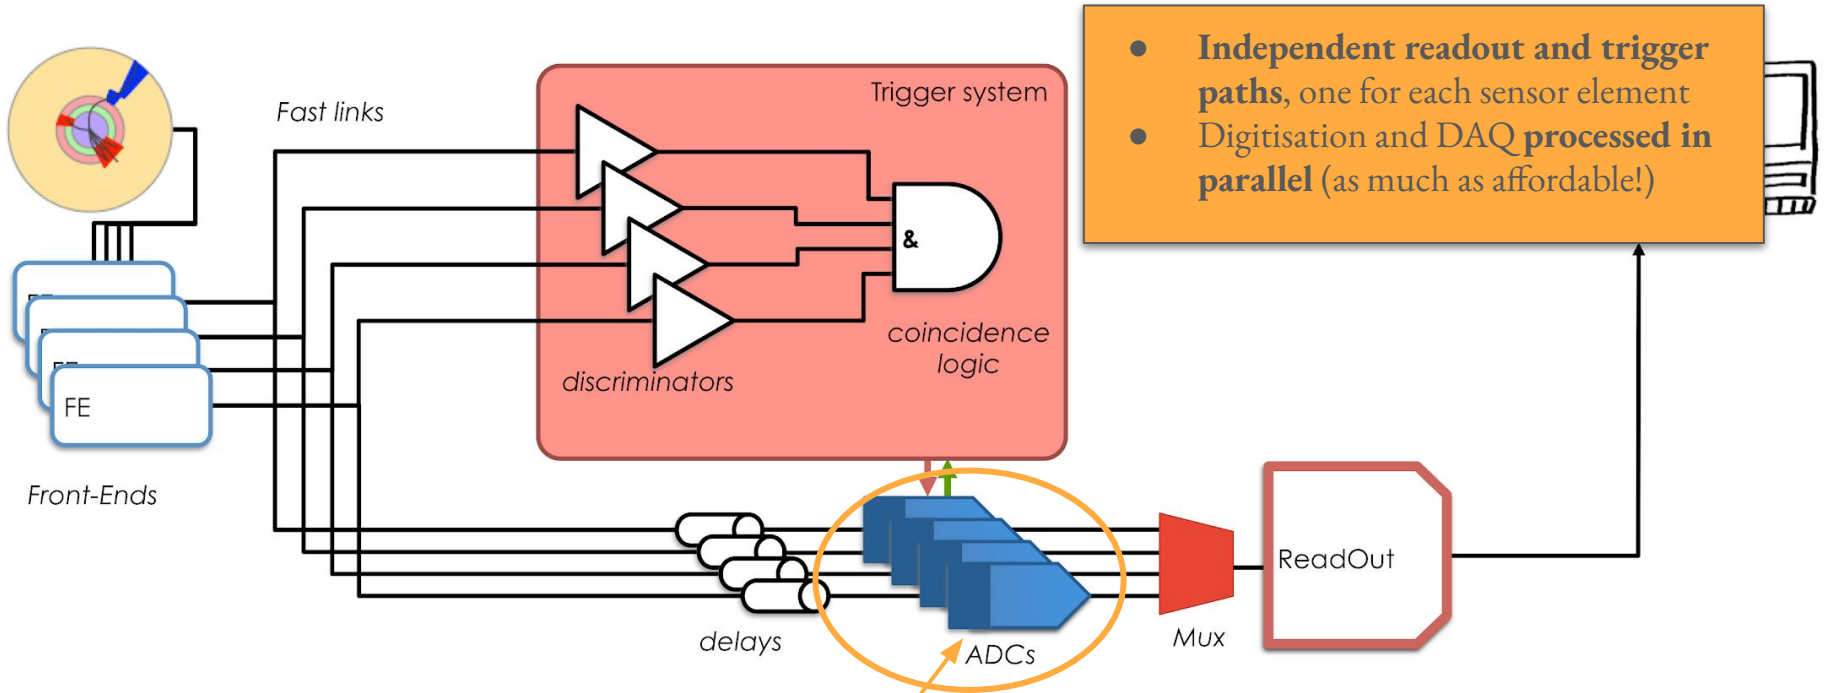 ● Independent readout and trigger
paths, one for each sensor element
● Digitisation and DAQ processed in
parallel (as much as affordable!)
Trigger system
Fast links
&
coincidence
logic
discriminators
FE
Front-Ends
ReadOut
delays
ADCs
Mux